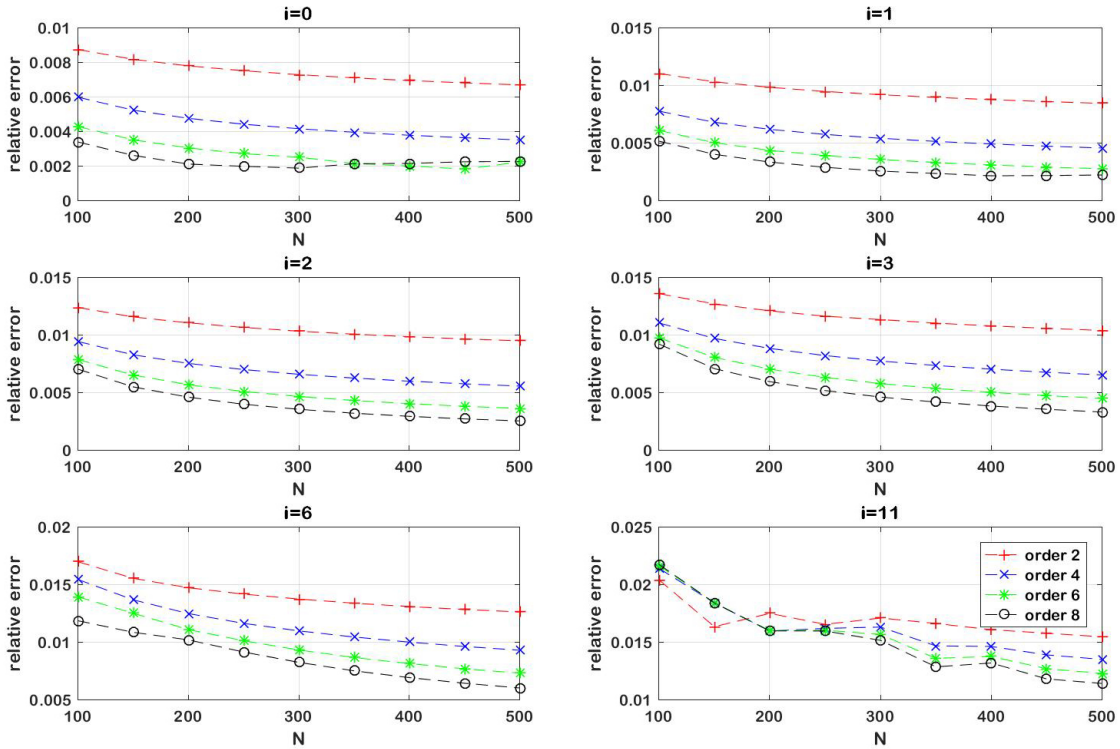 i=0
0.01
0.008
0.006
0.004
0.002
0
relative error
100 200 300 400 500
N
i=1
0.015
0.01
0.005
0
relative error
100 200 300 400 500
N
i=2
0.015
0.01
0.005
0
relative error
100 200 300 400 500
N
i=3
0.015
0.01
0.005
0
relative error
100 200 300 400 500
N
i=6
0.02
0.015
0.01
0.005
relative error
100 200 300 400 500
N
i=11
0.025
0.02
0.015
0.01
relative error
order 2
order 4
order 6
order 8
100 200 300 400 500
N